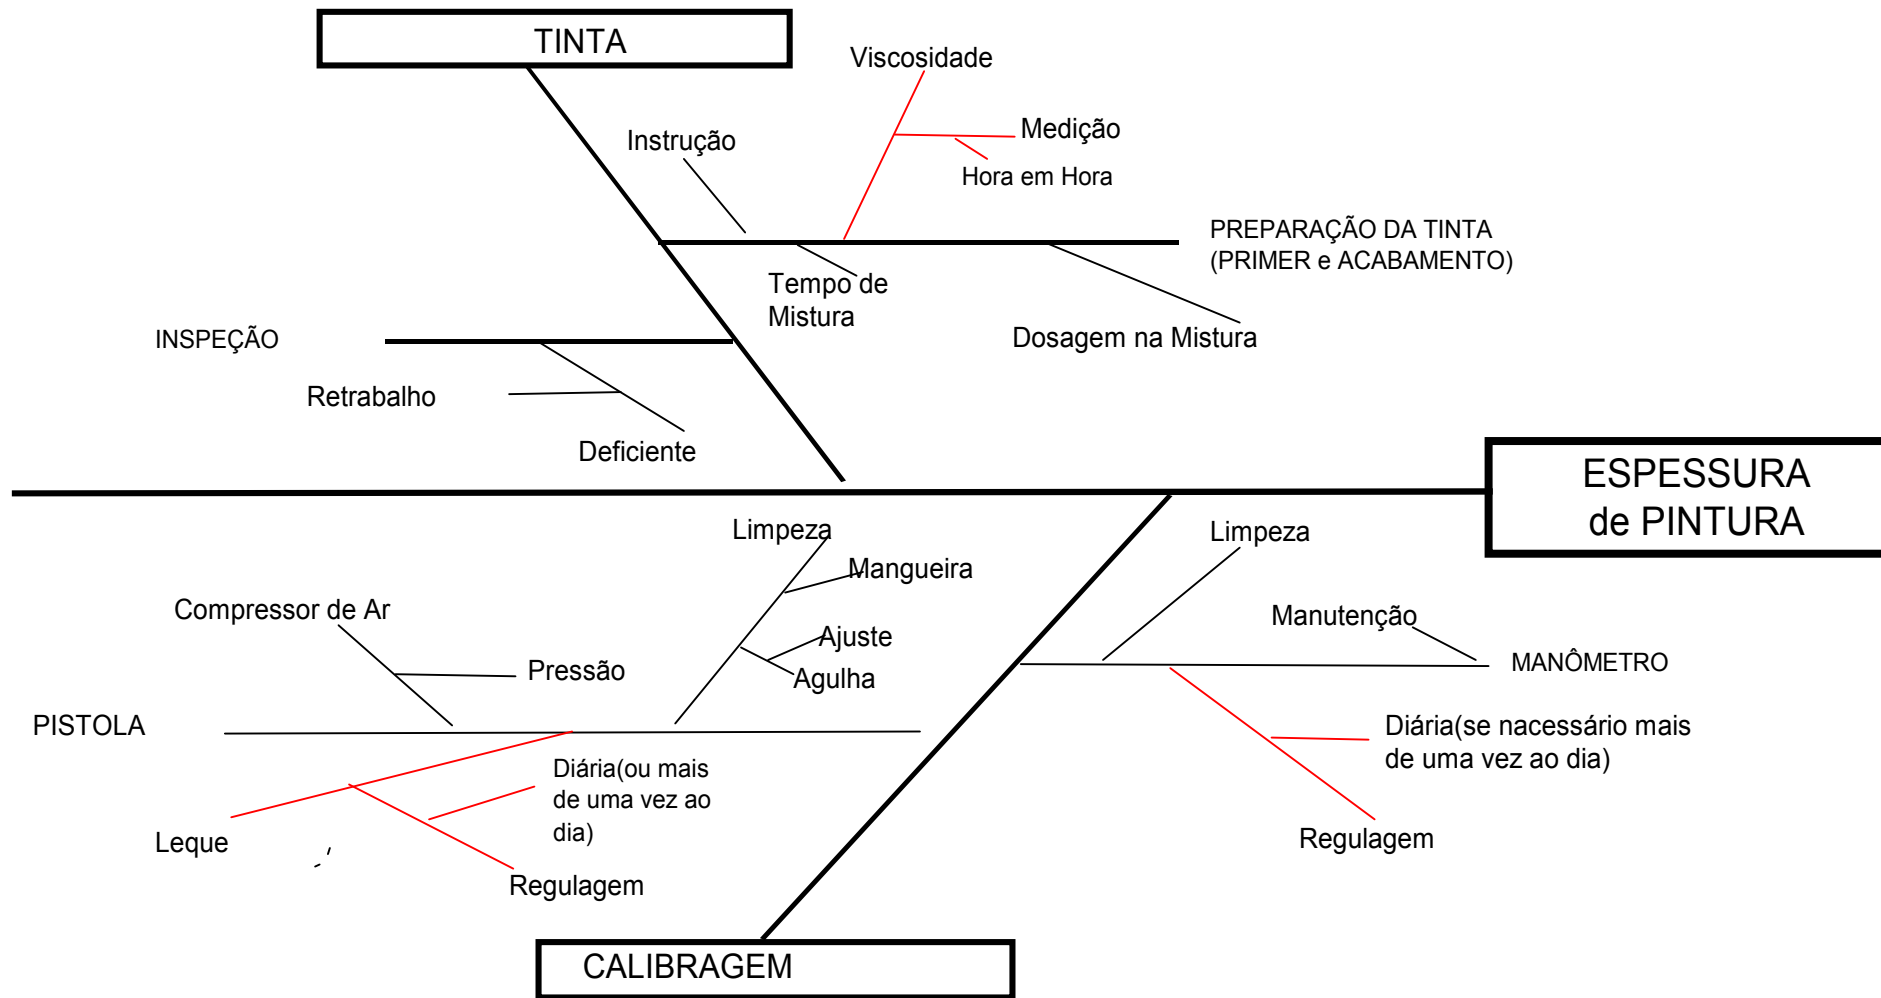 TINTA
Viscosidade
Instrução
Medição
Hora em Hora
PREPARAÇÃO DA TINTA
(PRIMER e ACABAMENTO)
Tempo de
Mistura
Dosagem na Mistura
INSPEÇÃO
Retrabalho
Deficiente
ESPESSURA
de PINTURA
Limpeza
Mangueira
Compressor de Ar
Ajuste
Pressão
Agulha
PISTOLA
Limpeza
Manutenção
MANÔMETRO
Diária(se nacessário mais
de uma vez ao dia)
Diária(ou mais
de uma vez ao
dia)
Leque
Regulagem
Regulagem
CALIBRAGEM